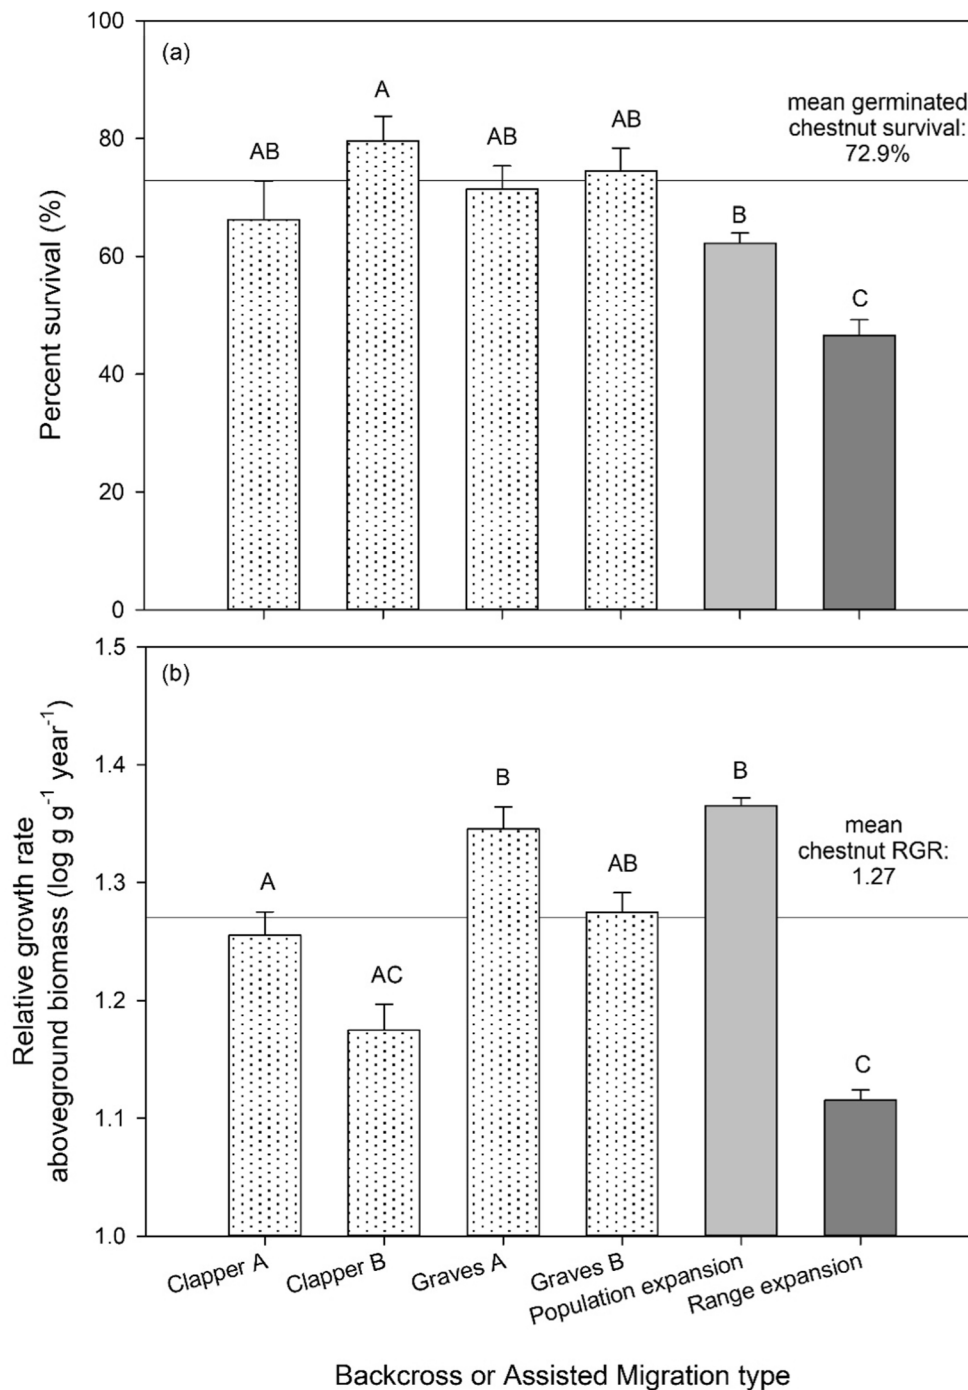 100
(a)
A
mean germinated
AB
AB
chestnut survival:
80
AB
72.9%
B
60
C
40
20
0
Percent survival (%)
1.5
(b)
1.4
B
B
mean
AB
chestnut RGR:
1.3
A
1.27
AC
1.2
C
1.1
1.0
Relative growth rate
aboveground biomass (log g g⁻¹ year⁻¹)
Clapper A
Clapper B
Graves A
Graves B
Population expansion
Range expansion
Backcross or Assisted Migration type